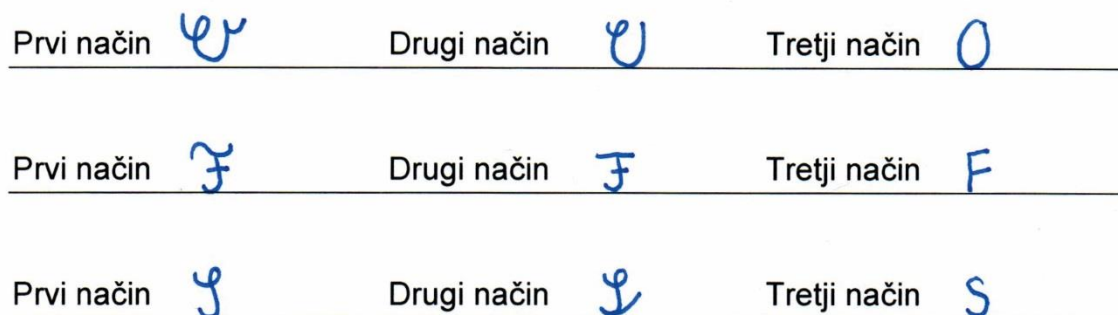 Prvi način O Drugi način O Tretji način O
Prvi način F Drugi način F Tretji način F
Prvi način S Drugi način S Tretji način S